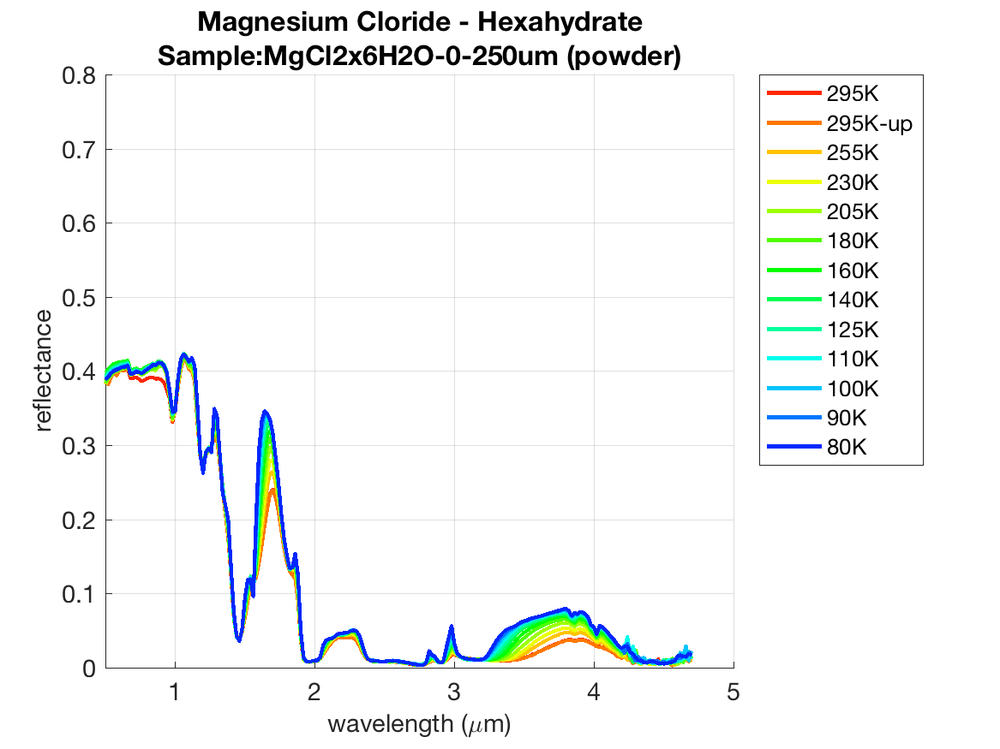 Magnesium Cloride - Hexahydrate
Sample:MgCl2x6H2O-0-250um (powder)
0.8
0.7
0.6
0.5
0.4
0.3
0.2
0.1
0
reflectance
1
2
3
4
5
wavelength (μm)
295K
295K-up
255K
230K
205K
180K
160K
140K
125K
110K
100K
90K
80K